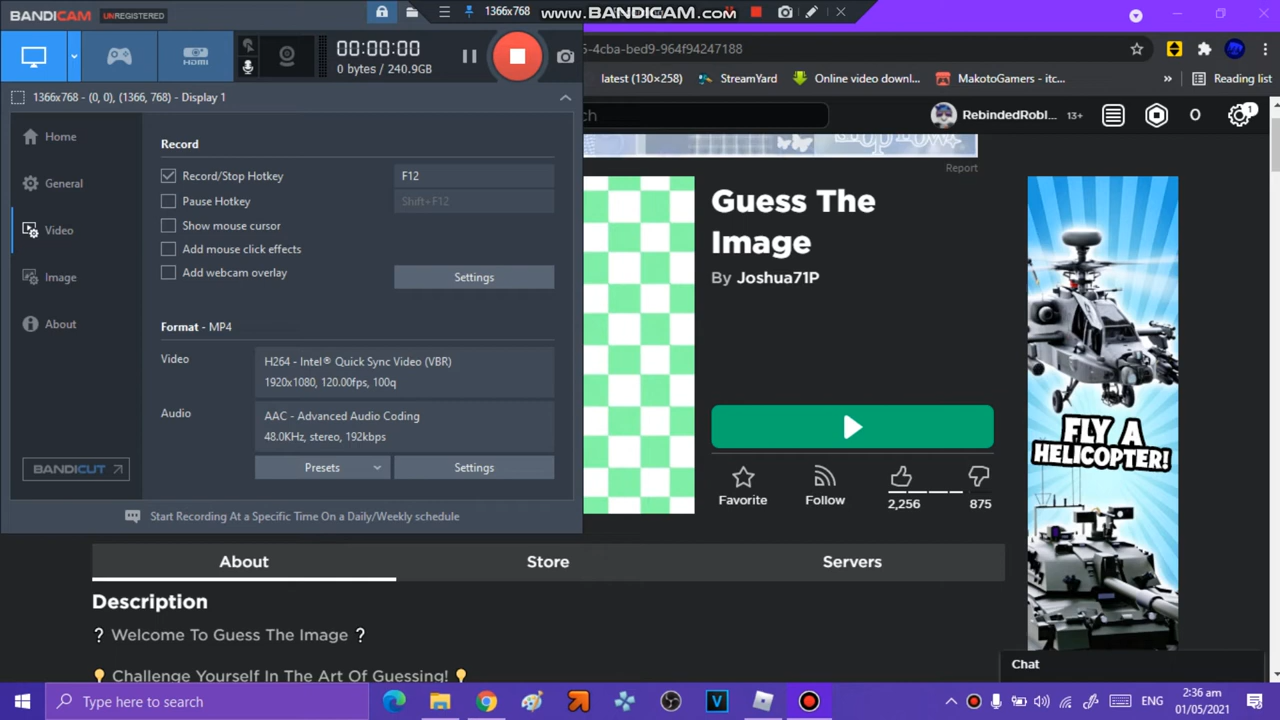 BANDICAM UNREGISTERED
1366x768
www.BANDICAM.com
00:00:00
0 bytes / 240.9GB
HDMI
1366x768 - (0, 0), (1366, 768) - Display 1
Home
General
Video
Image
About
BANDICUT
Record
Record/Stop Hotkey
F12
Pause Hotkey
Shift+F12
Show mouse cursor
Add mouse click effects
Add webcam overlay
Settings
Format - MP4
Video
H264 - Intel® Quick Sync Video (VBR)
1920x1080, 120.00fps, 100q
Audio
AAC - Advanced Audio Coding
48.0KHz, stereo, 192kbps
Presets
Settings
Start Recording At a Specific Time On a Daily/Weekly schedule
5-4cba-bed9-964f94247188
latest (130×258)
StreamYard
Online video downl...
MakotoGamers - itc...
»
Reading list
ch
RebindedRobl...
13+
0
1
Report
Guess The
Image
By Joshua71P
Favorite
Follow
2,256
875
FLY A
HELICOPTER!
About
Store
Servers
Description
❔ Welcome To Guess The Image ❔
💡 Challenge Yourself In The Art Of Guessing! 💡
Chat
Type here to search
ENG
2:36 am
01/05/2021